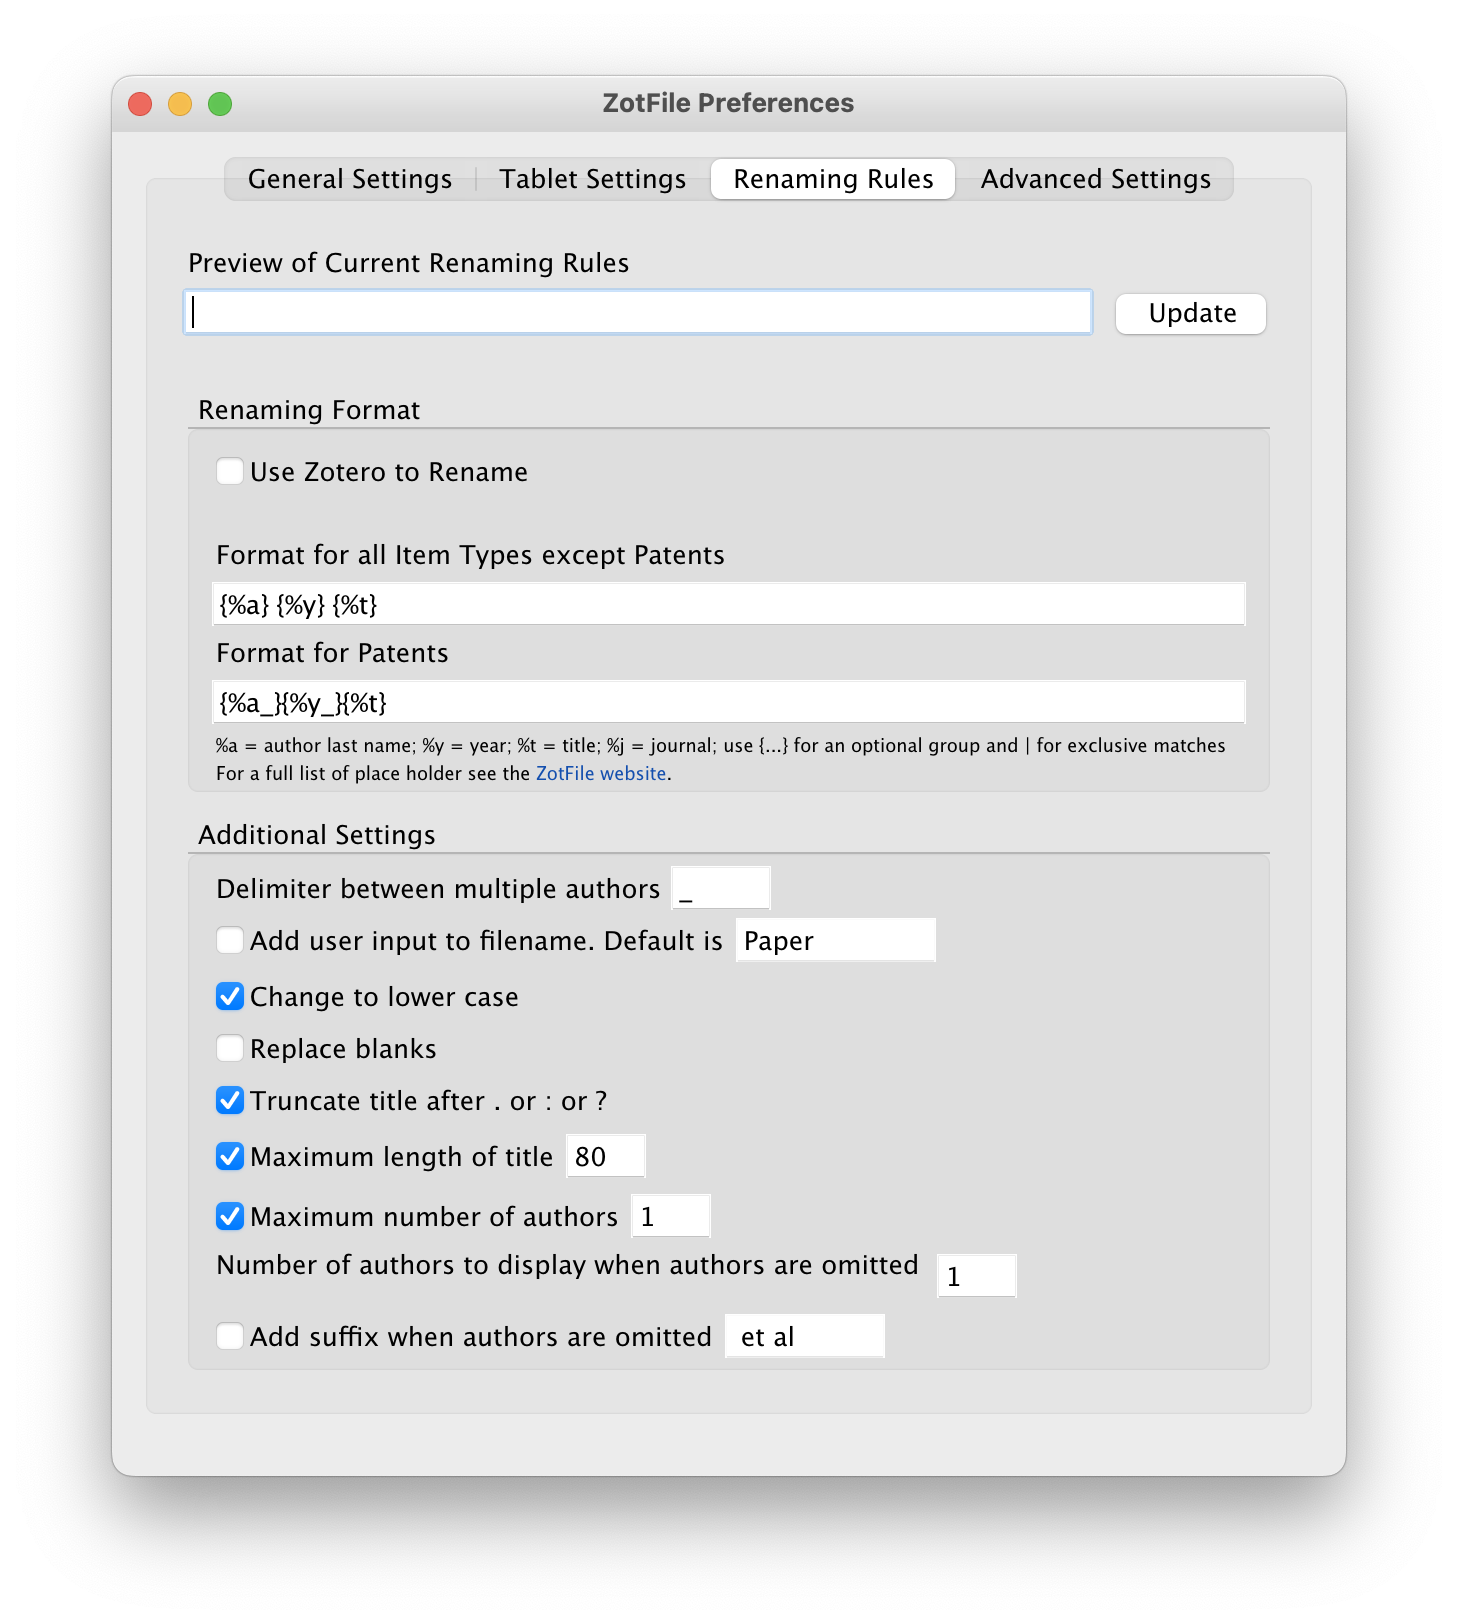 ZotFile Preferences
General Settings Tablet Settings Renaming Rules Advanced Settings
Preview of Current Renaming Rules
Update
Renaming Format
Use Zotero to Rename
Format for all Item Types except Patents
{%a} {%y} {%t}
Format for Patents
{%a_}{%y_}{%t}
%a = author last name; %y = year; %t = title; %j = journal; use {...} for an optional group and | for exclusive matches
For a full list of place holder see the ZotFile website.
Additional Settings
Delimiter between multiple authors _
Add user input to filename. Default is Paper
Change to lower case
Replace blanks
Truncate title after . or : or ?
Maximum length of title 80
Maximum number of authors 1
Number of authors to display when authors are omitted 1
Add suffix when authors are omitted et al